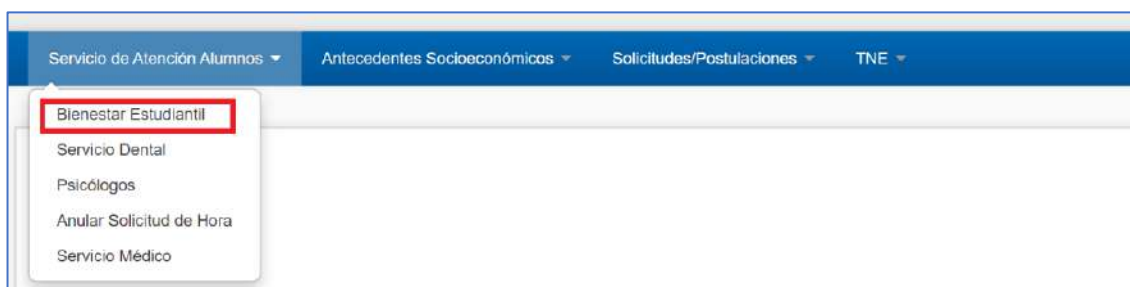 Servicio de Atención Alumnos Antecedentes Socioeconómicos Solicitudes/Postulaciones TNE
Bienestar Estudiantil
Servicio Dental
Psicólogos
Anular Solicitud de Hora
Servicio Médico